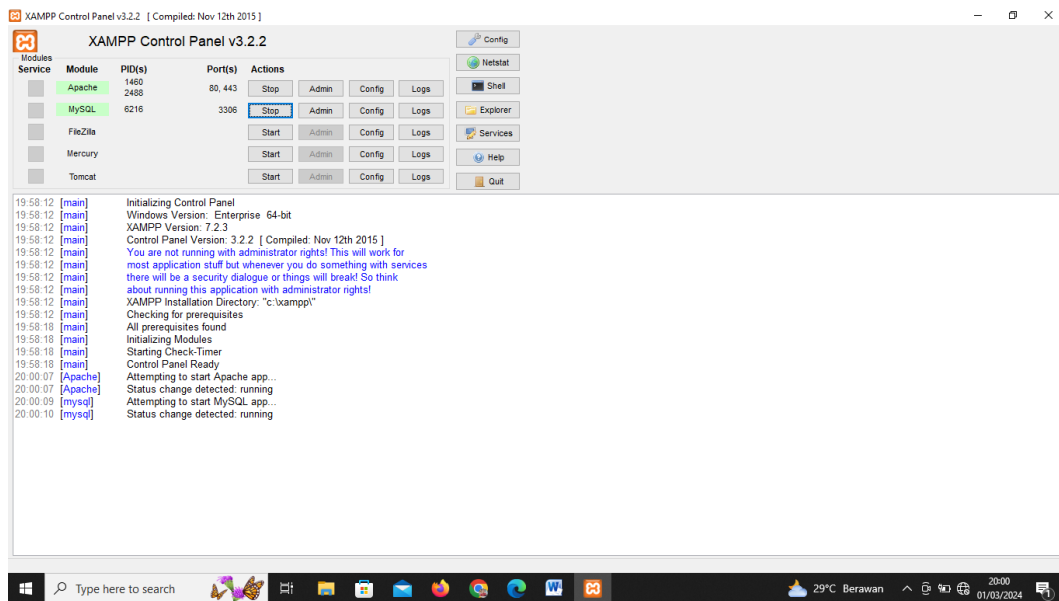 XAMPP Control Panel v3.2.2 [ Compiled: Nov 12th 2015 ]
XAMPP Control Panel v3.2.2
Modules
Service Module PID(s) Port(s) Actions
Apache 1460 2488 80, 443 Stop Admin Config Logs
MySQL 6216 3306 Stop Admin Config Logs
FileZilla Start Admin Config Logs
Mercury Start Admin Config Logs
Tomcat Start Admin Config Logs
Config
Netstat
Shell
Explorer
Services
Help
Quit
19:58:12 [main] Initializing Control Panel
19:58:12 [main] Windows Version: Enterprise 64-bit
19:58:12 [main] XAMPP Version: 7.2.3
19:58:12 [main] Control Panel Version: 3.2.2 [ Compiled: Nov 12th 2015 ]
19:58:12 [main] You are not running with administrator rights! This will work for
19:58:12 [main] most application stuff but whenever you do something with services
19:58:12 [main] there will be a security dialogue or things will break! So think
19:58:12 [main] about running this application with administrator rights!
19:58:12 [main] XAMPP Installation Directory: "c:\xampp\"
19:58:12 [main] Checking for prerequisites
19:58:18 [main] All prerequisites found
19:58:18 [main] Initializing Modules
19:58:18 [main] Starting Check-Timer
19:58:18 [main] Control Panel Ready
20:00:07 [Apache] Attempting to start Apache app...
20:00:07 [Apache] Status change detected: running
20:00:09 [mysql] Attempting to start MySQL app...
20:00:10 [mysql] Status change detected: running
Type here to search
29°C Berawan
20:00
01/03/2024